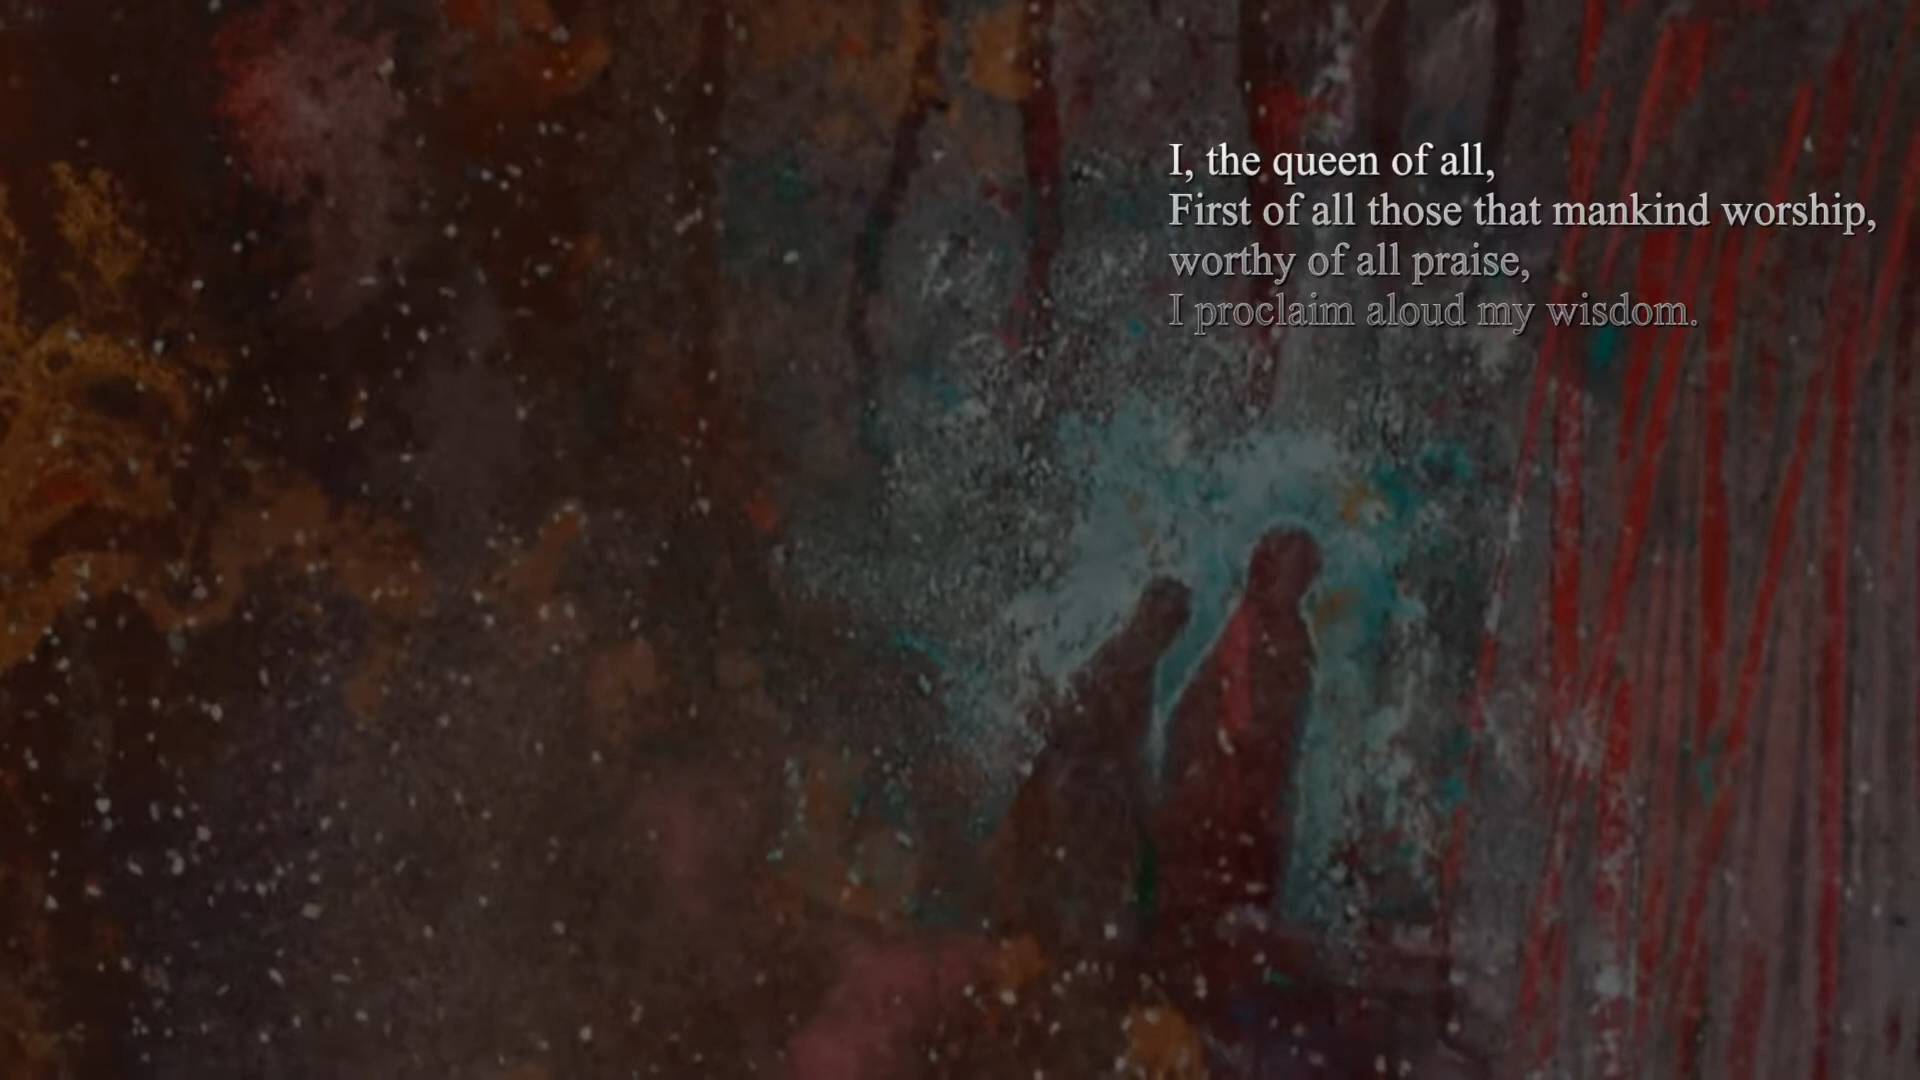 I, the queen of all,
First of all those that mankind worship,
worthy of all praise,
I proclaim aloud my wisdom.